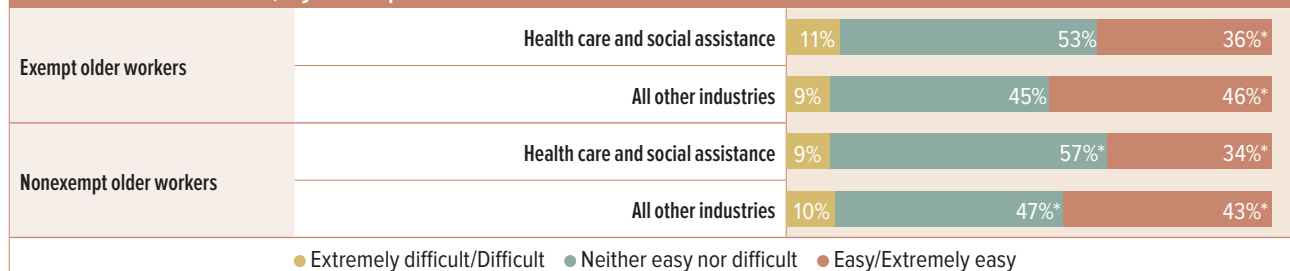 Health care and social assistance 11% 53% 36%*
Exempt older workers
All other industries 9% 45% 46%*
Health care and social assistance 9% 57%* 34%*
Nonexempt older workers
All other industries 10% 47%* 43%*
Extremely difficult/Difficult Neither easy nor difficult Easy/Extremely easy